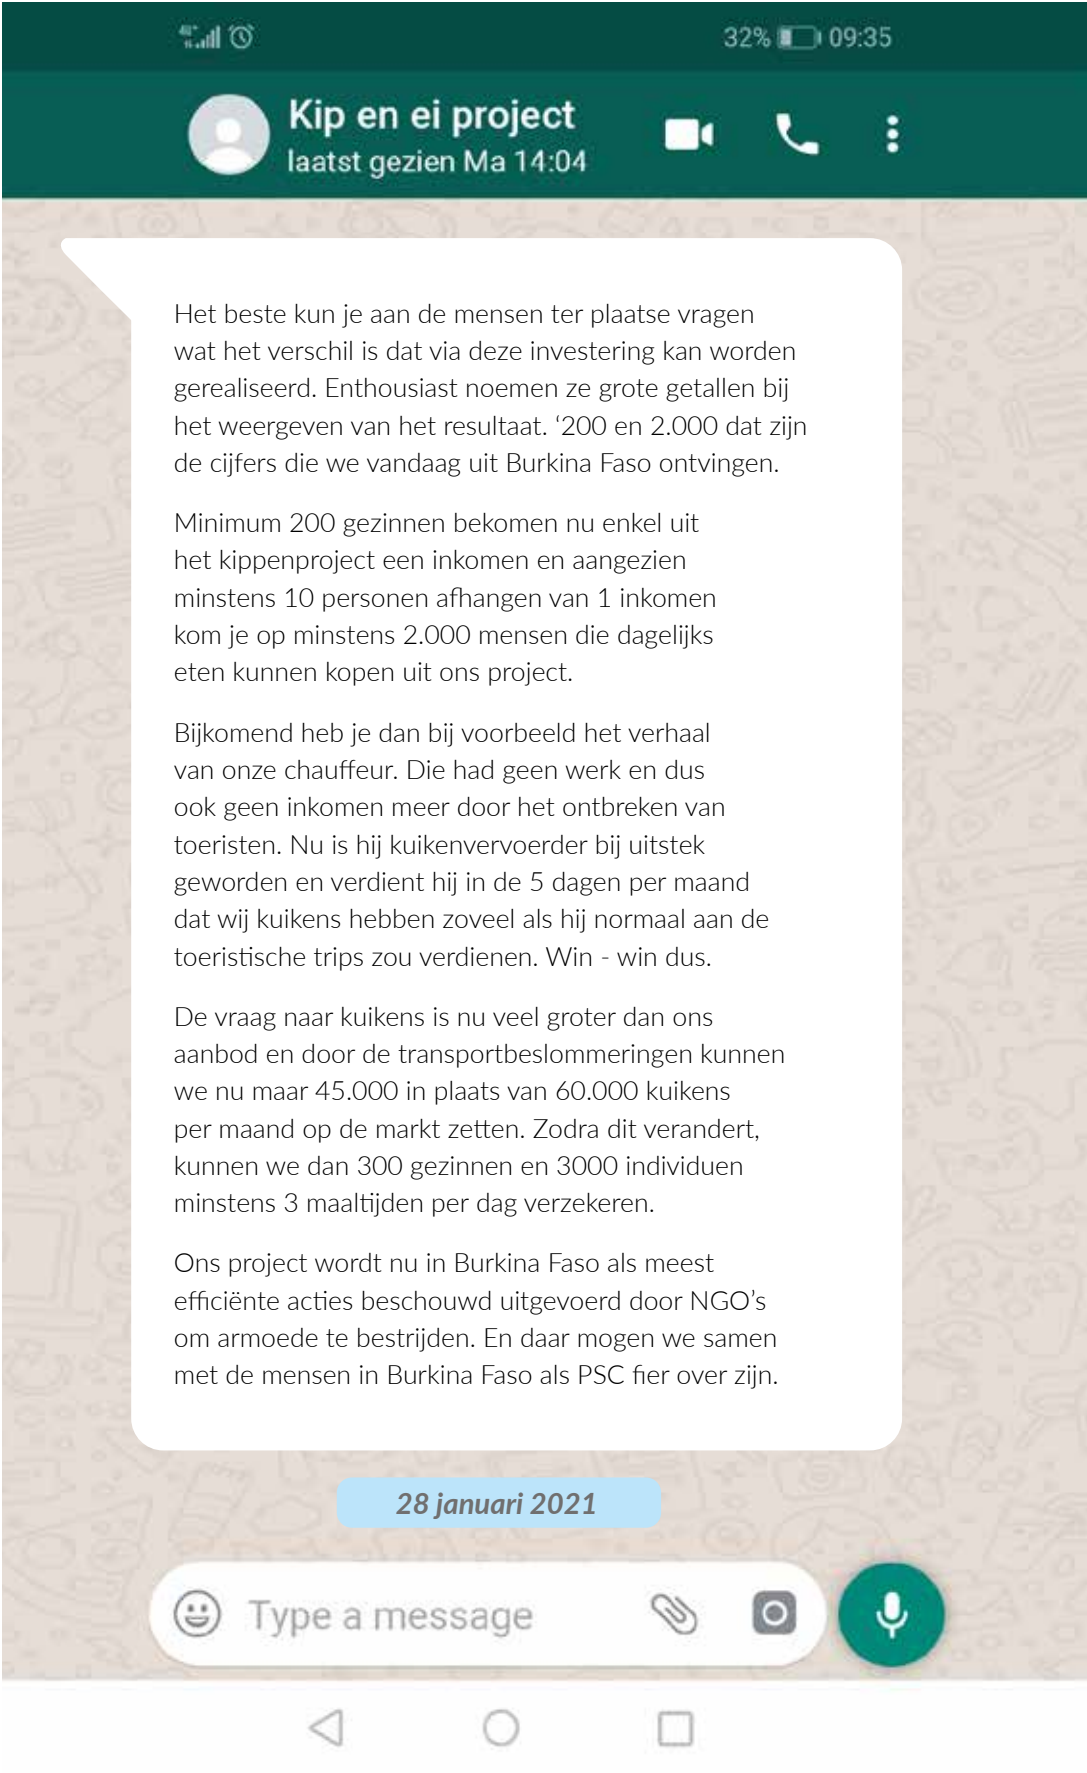 32% 09:35
Kip en ei project
laatst gezien Ma 14:04
Het beste kun je aan de mensen ter plaatse vragen
wat het verschil is dat via deze investering kan worden
gerealiseerd. Enthousiast noemen ze grote getallen bij
het weergeven van het resultaat. ‘200 en 2.000 dat zijn
de cijfers die we vandaag uit Burkina Faso ontvingen.
Minimum 200 gezinnen bekomen nu enkel uit
het kippenproject een inkomen en aangezien
minstens 10 personen afhangen van 1 inkomen
kom je op minstens 2.000 mensen die dagelijks
eten kunnen kopen uit ons project.
Bijkomend heb je dan bij voorbeeld het verhaal
van onze chauffeur. Die had geen werk en dus
ook geen inkomen meer door het ontbreken van
toeristen. Nu is hij kuikenvervoerder bij uitstek
geworden en verdient hij in de 5 dagen per maand
dat wij kuikens hebben zoveel als hij normaal aan de
toeristische trips zou verdienen. Win - win dus.
De vraag naar kuikens is nu veel groter dan ons
aanbod en door de transportbeslommeringen kunnen
we nu maar 45.000 in plaats van 60.000 kuikens
per maand op de markt zetten. Zodra dit verandert,
kunnen we dan 300 gezinnen en 3000 individuen
minstens 3 maaltijden per dag verzekeren.
Ons project wordt nu in Burkina Faso als meest
efficiënte acties beschouwd uitgevoerd door NGO’s
om armoede te bestrijden. En daar mogen we samen
met de mensen in Burkina Faso als PSC fier over zijn.
28 januari 2021
Type a message